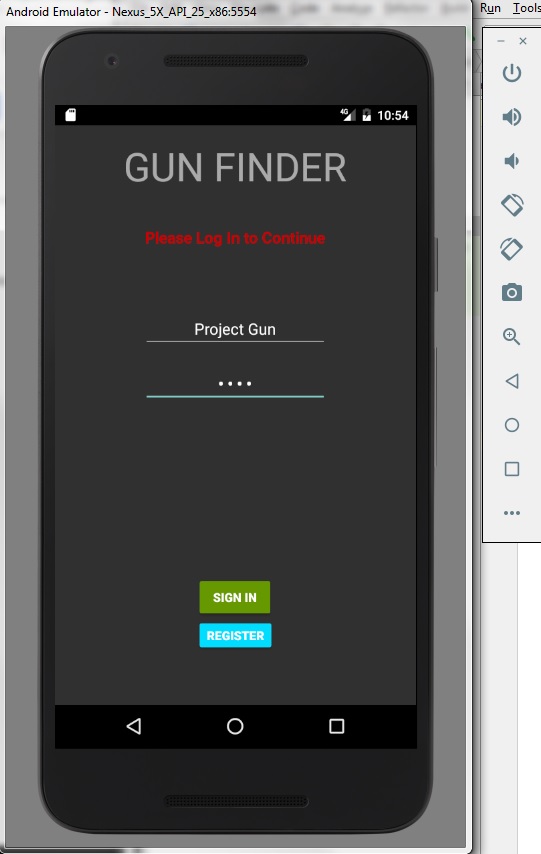 Android Emulator - Nexus_5X_API_25_x86:5554
Run Tools
4G 10:54
GUN FINDER
Please Log in to Continue
Project Gun
••••
SIGN IN
REGISTER